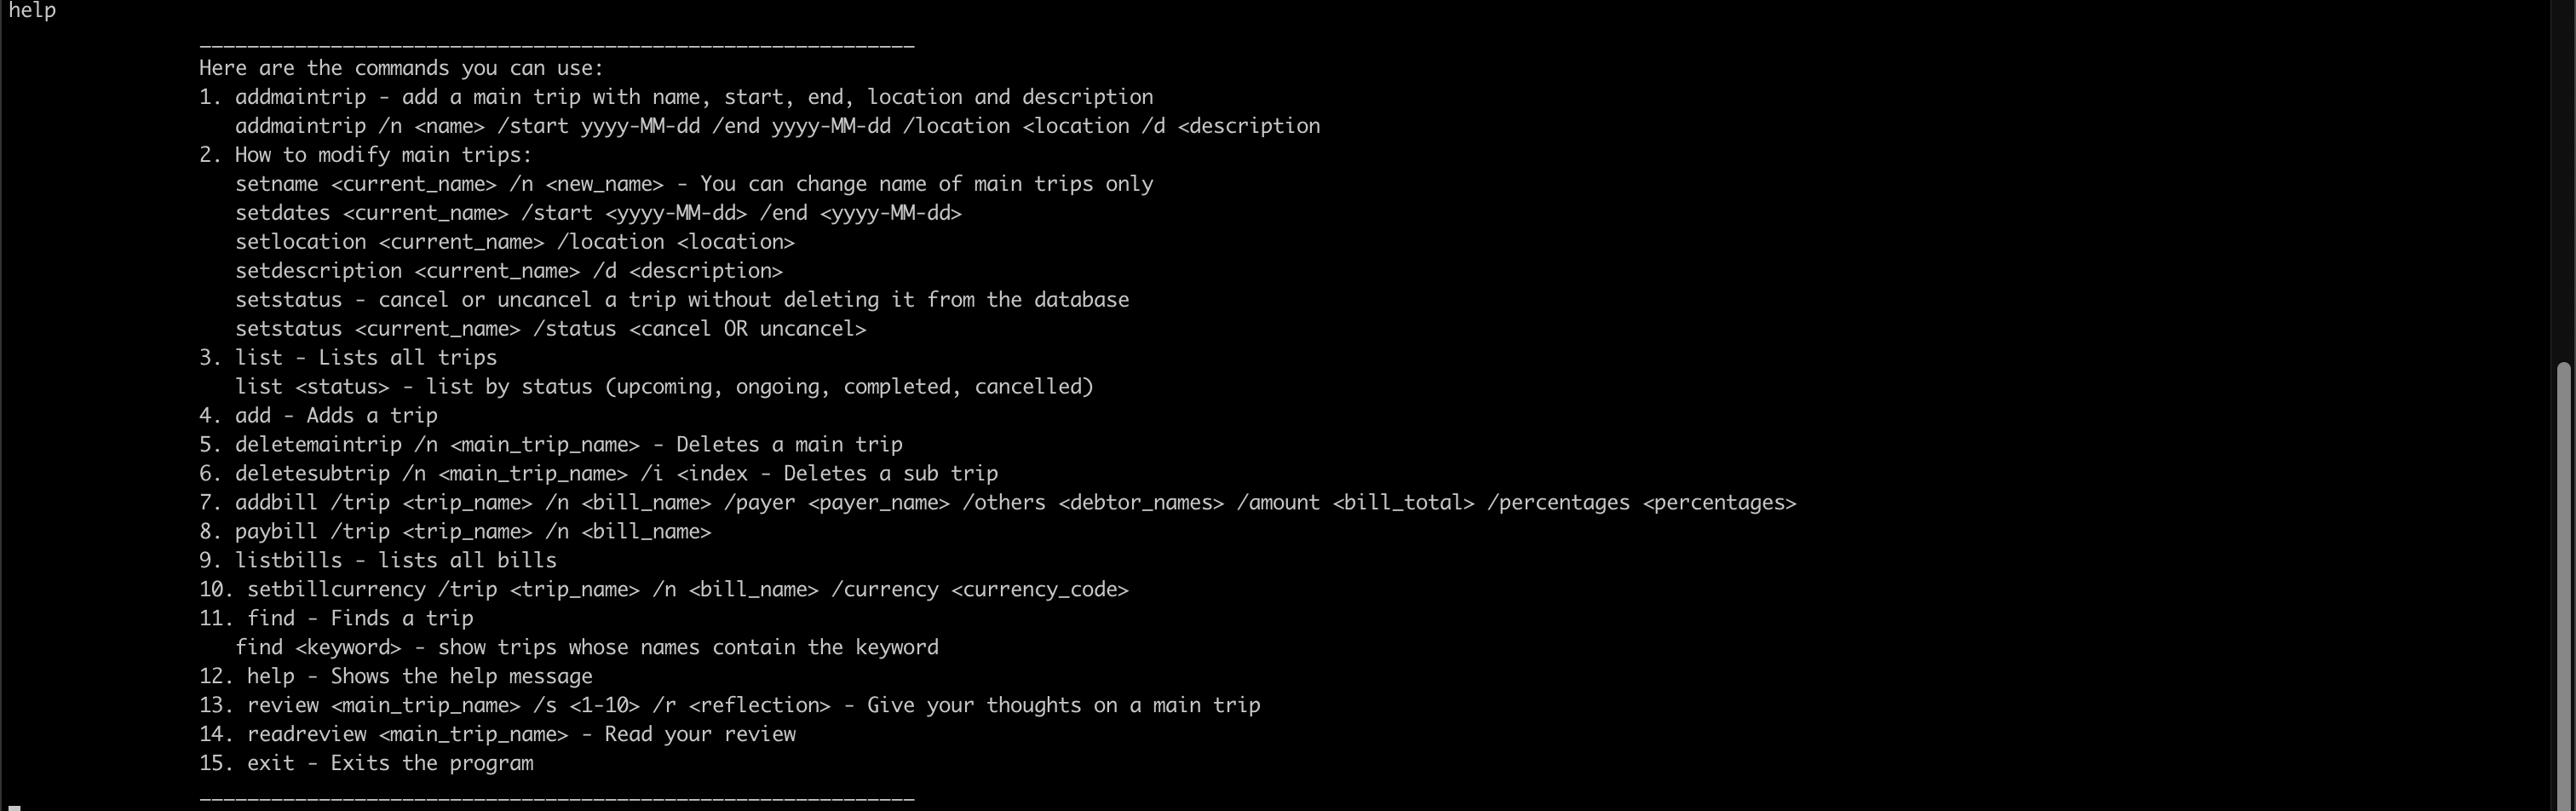 help
____________________________________________________________
Here are the commands you can use:
1. addmaintrip - add a main trip with name, start, end, location and description
   addmaintrip /n <name> /start yyyy-MM-dd /end yyyy-MM-dd /location <location /d <description
2. How to modify main trips:
   setname <current_name> /n <new_name> - You can change name of main trips only
   setdates <current_name> /start <yyyy-MM-dd> /end <yyyy-MM-dd>
   setlocation <current_name> /location <location>
   setdescription <current_name> /d <description>
   setstatus - cancel or uncancel a trip without deleting it from the database
   setstatus <current_name> /status <cancel OR uncancel>
3. list - Lists all trips
   list <status> - list by status (upcoming, ongoing, completed, cancelled)
4. add - Adds a trip
5. deletemaintrip /n <main_trip_name> - Deletes a main trip
6. deletesubtrip /n <main_trip_name> /i <index - Deletes a sub trip
7. addbill /trip <trip_name> /n <bill_name> /payer <payer_name> /others <debtor_names> /amount <bill_total> /percentages <percentages>
8. paybill /trip <trip_name> /n <bill_name>
9. listbills - lists all bills
10. setbillcurrency /trip <trip_name> /n <bill_name> /currency <currency_code>
11. find - Finds a trip
   find <keyword> - show trips whose names contain the keyword
12. help - Shows the help message
13. review <main_trip_name> /s <1-10> /r <reflection> - Give your thoughts on a main trip
14. readreview <main_trip_name> - Read your review
15. exit - Exits the program
____________________________________________________________